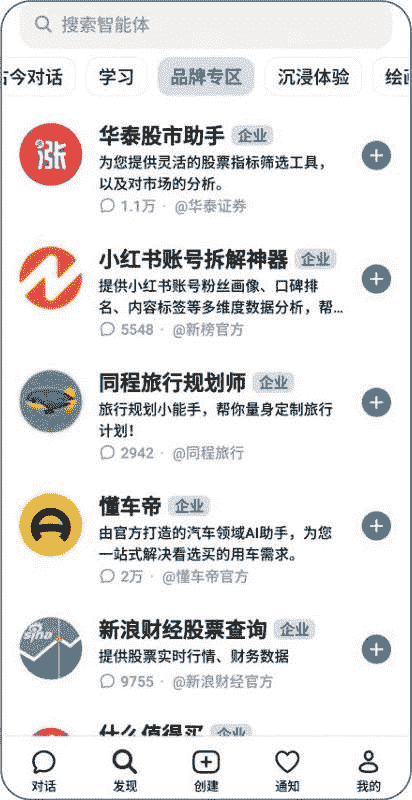 搜索智能体
古今对话 学习 品牌专区 沉浸体验 绘画
涨
华泰股市助手 企业
为您提供灵活的股票指标筛选工具，
以及对市场的分析。
1.1万 · @华泰证券
小红书账号拆解神器 企业
提供小红书账号粉丝画像、口碑排
名、内容标签等多维度数据分析，帮...
5548 · @新榜官方
同程旅行规划师 企业
旅行规划小能手，帮你量身定制旅行
计划！
2942 · @同程旅行
懂车帝 企业
由官方打造的汽车领域AI助手，为您
一站式解决看选买的用车需求。
2万 · @懂车帝官方
sina
新浪财经股票查询 企业
提供股票实时行情、财务数据
9755 · @新浪财经官方
什么值得买 企业
对话 发现 创建 通知 我的